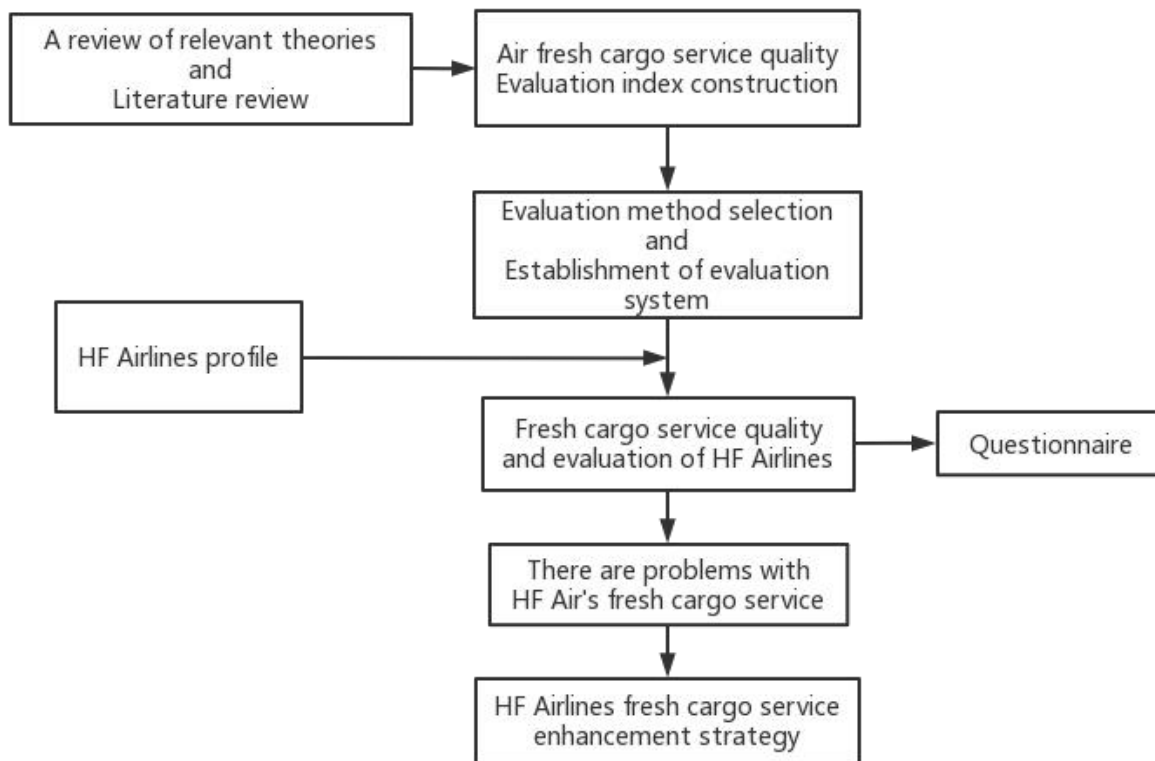 A review of relevant theories
and
Literature review
Air fresh cargo service quality
Evaluation index construction
Evaluation method selection
and
Establishment of evaluation
system
HF Airlines profile
Fresh cargo service quality
and evaluation of HF Airlines
Questionnaire
There are problems with
HF Air's fresh cargo service
HF Airlines fresh cargo service
enhancement strategy